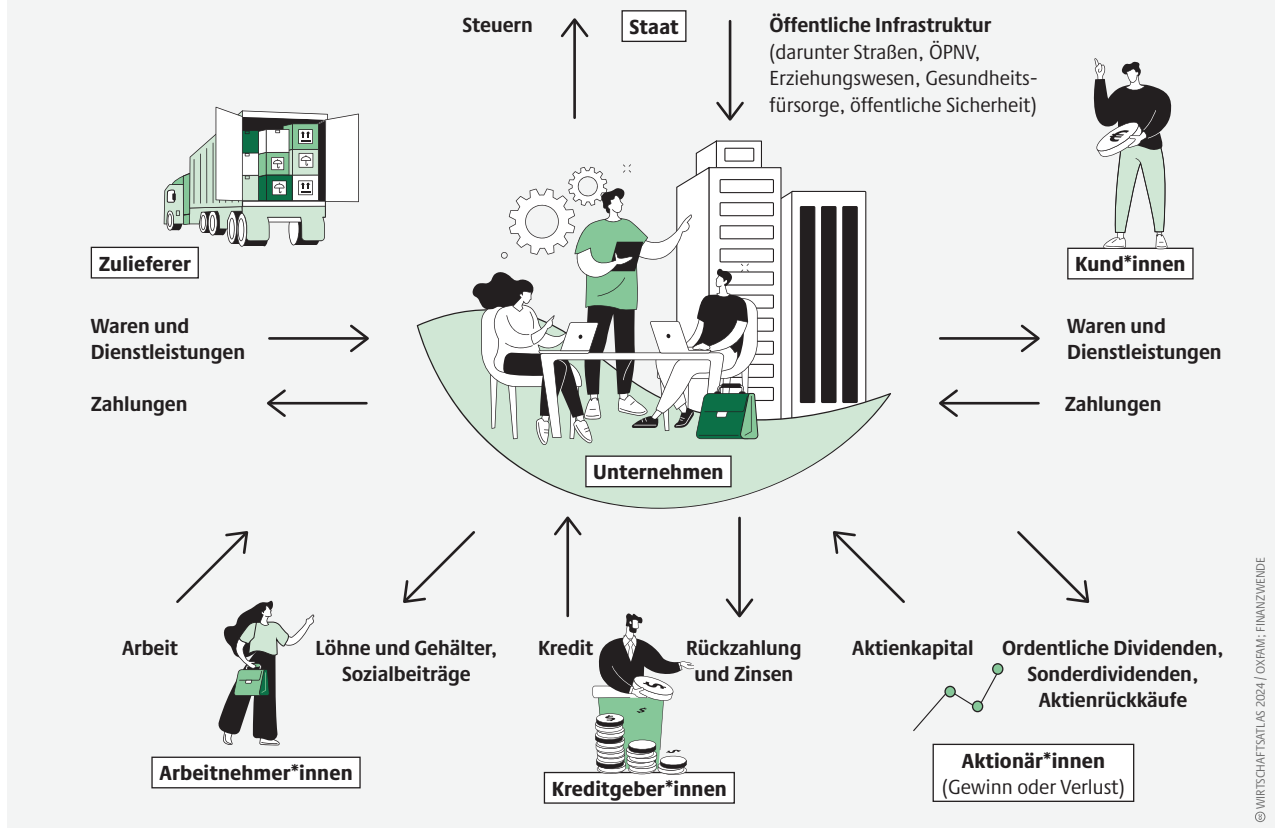 Steuern
Staat
Öffentliche Infrastruktur
(darunter Straßen, ÖPNV,
Erziehungswesen, Gesundheits-
fürsorge, öffentliche Sicherheit)
Zulieferer
Kund*innen
Waren und
Dienstleistungen
Zahlungen
Waren und
Dienstleistungen
Zahlungen
Unternehmen
Arbeit
Löhne und Gehälter,
Sozialbeiträge
Arbeitnehmer*innen
Kredit
Rückzahlung
und Zinsen
Kreditgeber*innen
Aktienkapital
Ordentliche Dividenden,
Sonderdividenden,
Aktienrückkäufe
Aktionär*innen
(Gewinn oder Verlust)
WIRTSCHAFTSATLAS 2024 / OXFAM; FINANZWENDE